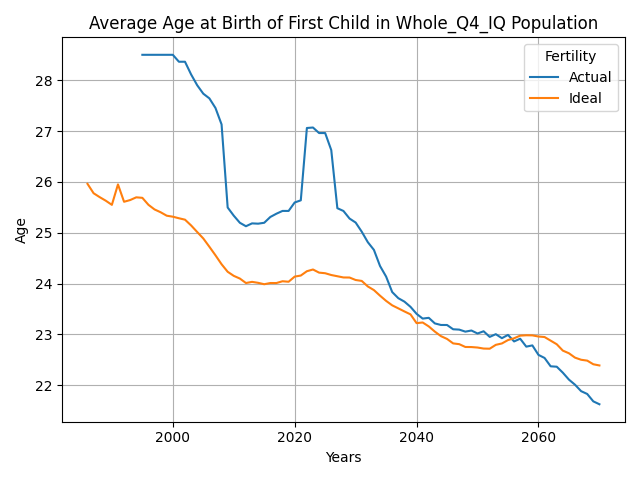 Average Age at Birth of First Child in Whole_Q4_IQ Population
Fertility
Actual
Ideal
Age
28
27
26
25
24
23
22
2000
2020
2040
2060
Years